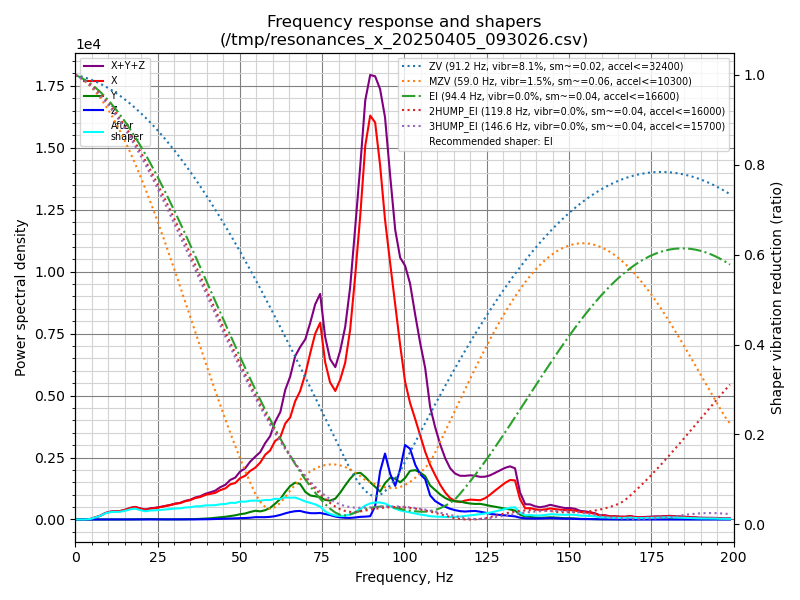 Frequency response and shapers
(/tmp/resonances_x_20250405_093026.csv)
1e4
X+Y+Z
X
Y
Z
After
shaper
ZV (91.2 Hz, vibr=8.1%, sm~=0.02, accel<=32400)
MZV (59.0 Hz, vibr=1.5%, sm~=0.06, accel<=10300)
EI (94.4 Hz, vibr=0.0%, sm~=0.04, accel<=16600)
2HUMP_EI (119.8 Hz, vibr=0.0%, sm~=0.04, accel<=16000)
3HUMP_EI (146.6 Hz, vibr=0.0%, sm~=0.04, accel<=15700)
Recommended shaper: EI
Power spectral density
1.75
1.50
1.25
1.00
0.75
0.50
0.25
0.00
1.0
0.8
0.6
0.4
0.2
0.0
Shaper vibration reduction (ratio)
0 25 50 75 100 125 150 175 200
Frequency, Hz